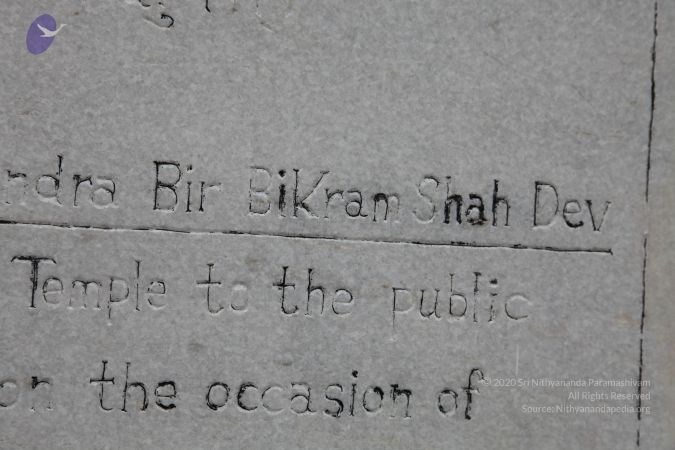 ndra Bir BiKram Shah Dev
Temple to the public
on the occasion of
© 2020 Sri Nithyananda Paramashivam
All Rights Reserved
Source: Nithyanandapedia.org